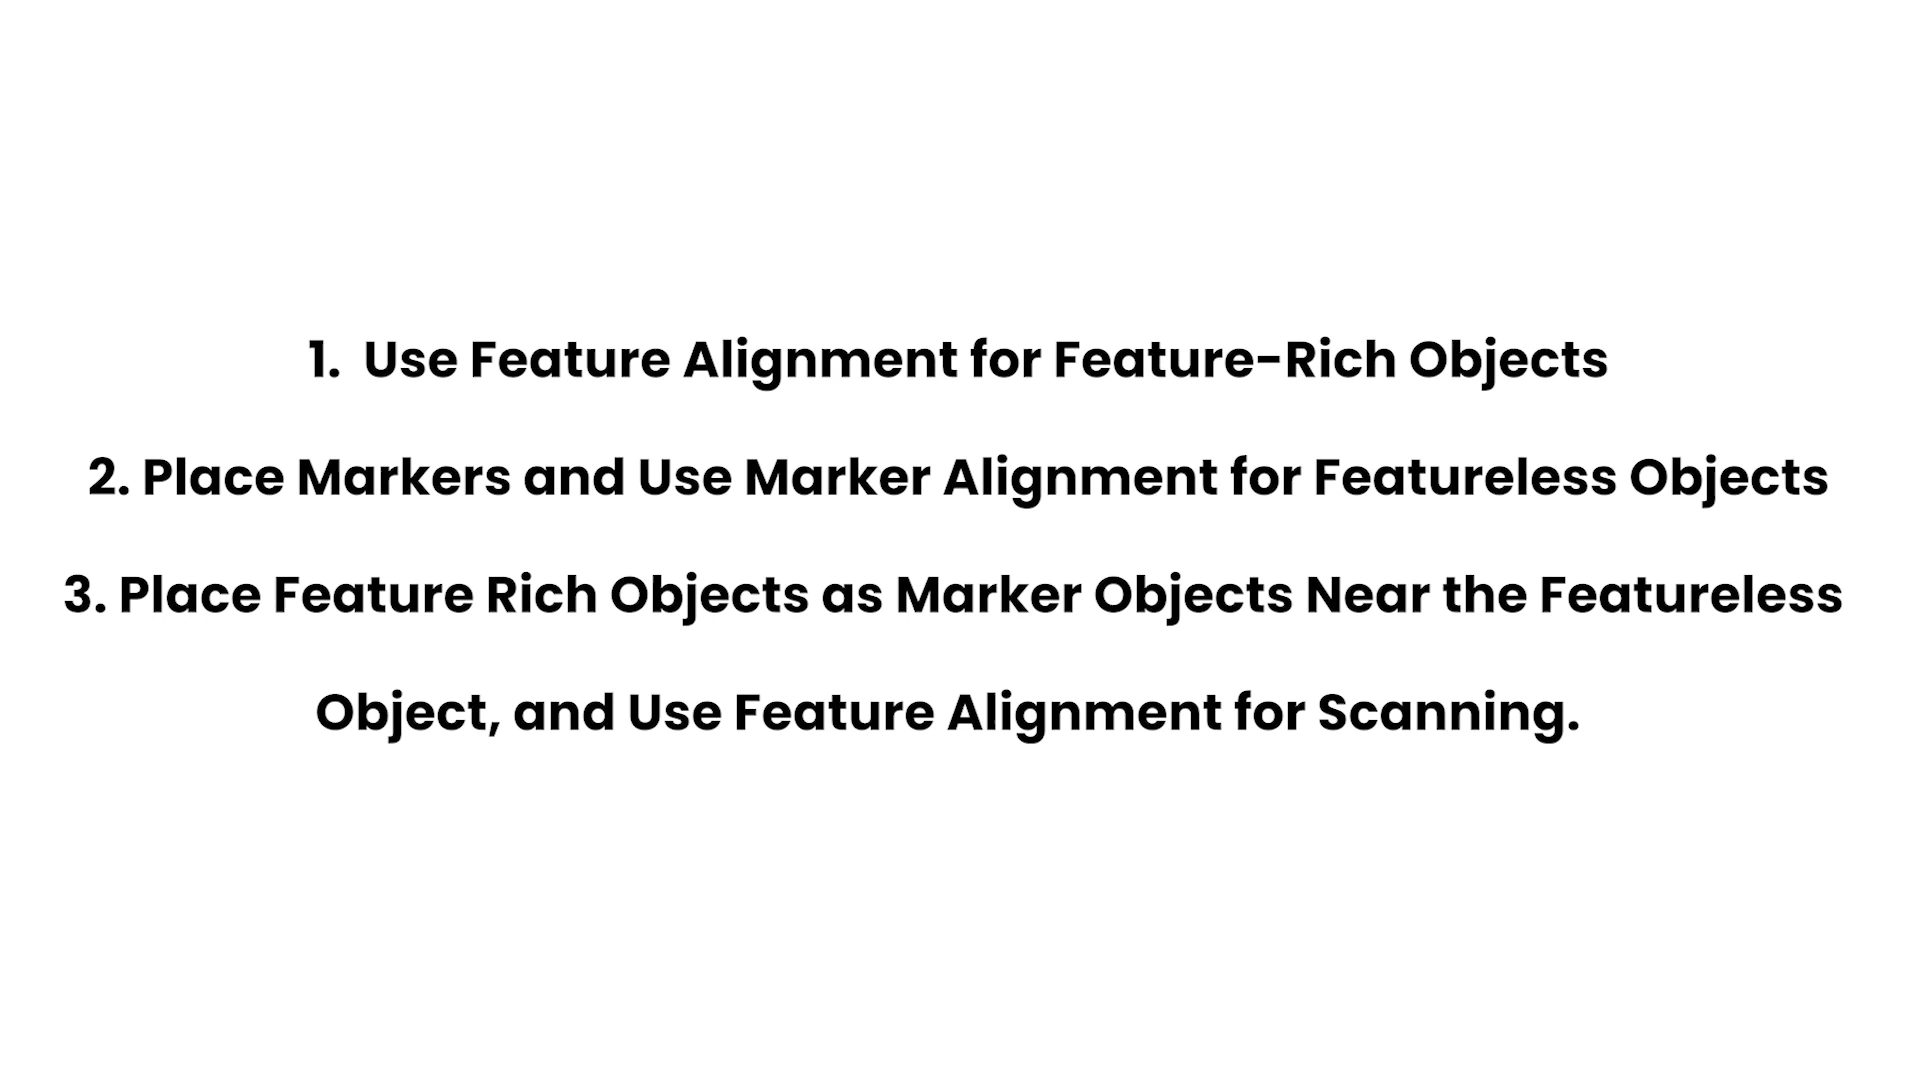 1. Use Feature Alignment for Feature-Rich Objects
2. Place Markers and Use Marker Alignment for Featureless Objects
3. Place Feature Rich Objects as Marker Objects Near the Featureless
Object, and Use Feature Alignment for Scanning.